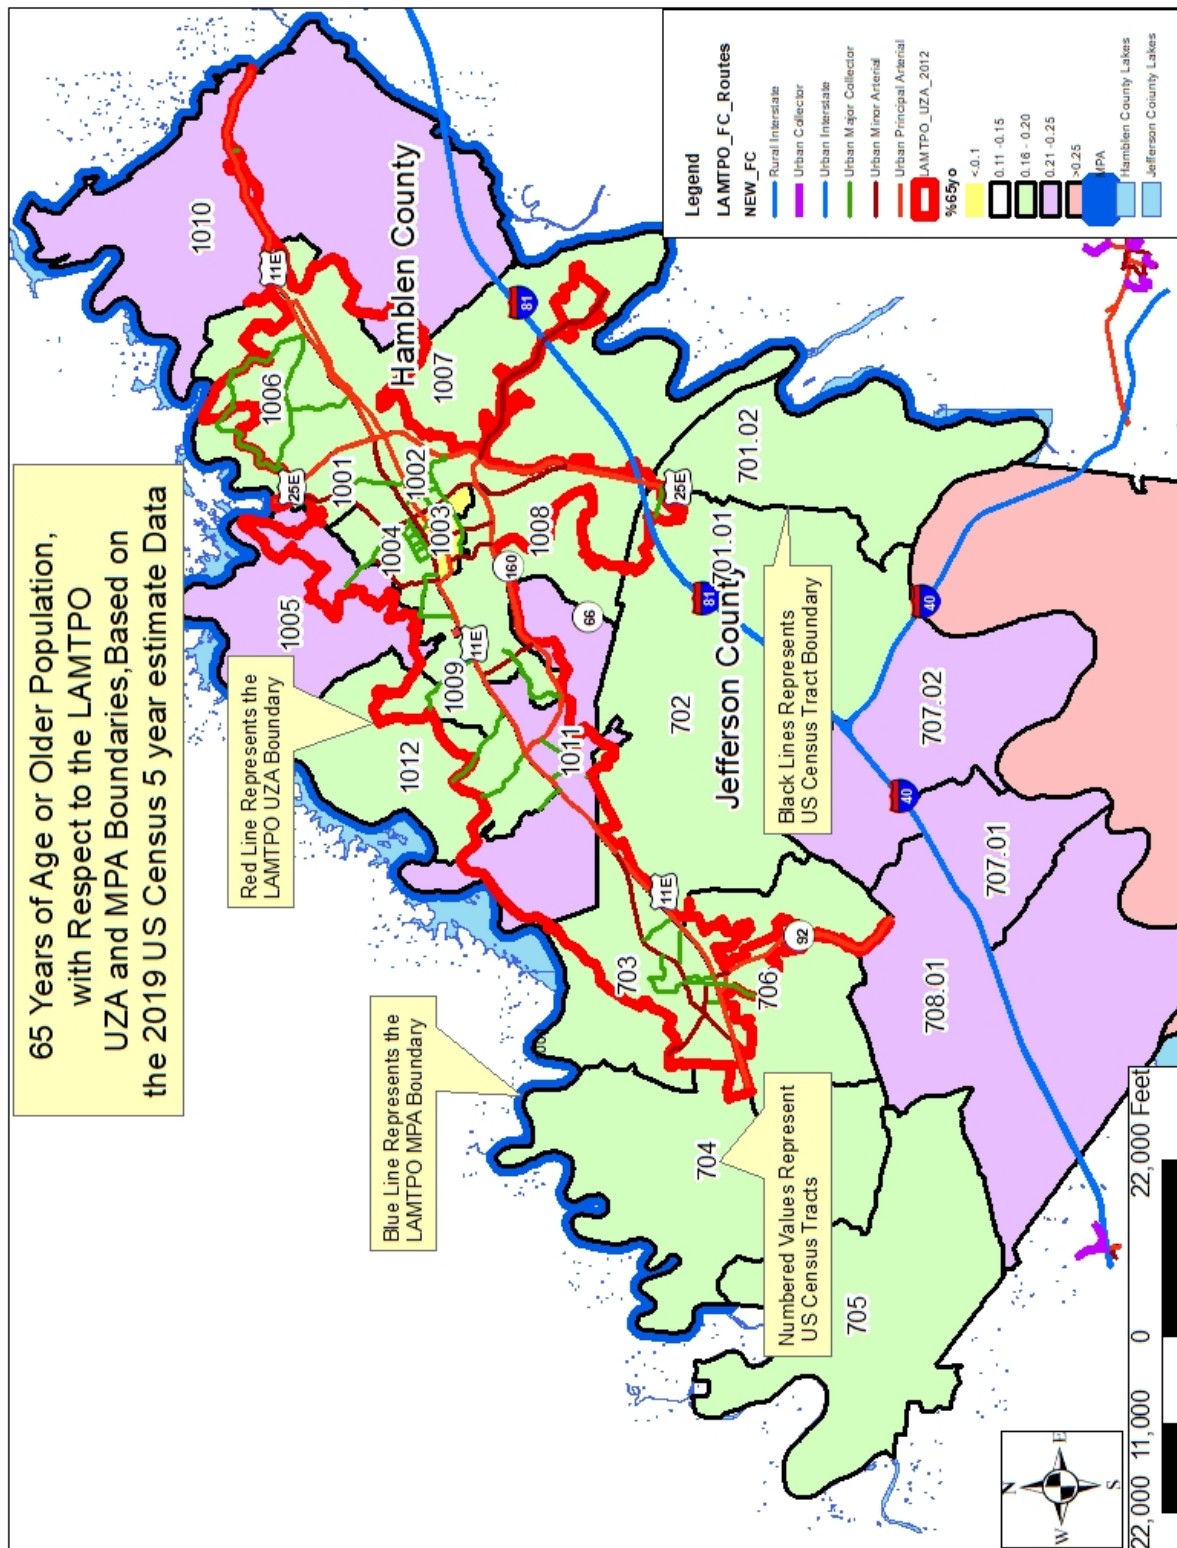 65 Years of Age or Older Population,
with Respect to the LAMTPO
UZA and MPA Boundaries,Based on
the 2019 US Census 5 year estimate Data
Red Line Represents the
LAMTPO UZA Boundary
Blue Line Represents the
LAMTPO MPA Boundary
Numbered Values Represent
US Census Tracts
Black Lines Represents
US Census Tract Boundary
Hamblen County
Jefferson County
1010
11E
1006
25E
1001
1002
1003
1004
1005
1007
81
1008
160
66
1009
11E
1011
1012
25E
701.02
701.01
81
702
40
707.02
40
707.01
11E
703
706
92
708.01
704
705
Legend
LAMTPO_FC_Routes
NEW_FC
Rural Interstate
Urban Collector
Urban Interstate
Urban Major Collector
Urban Minor Arterial
Urban Principal Arterial
LAMTPO_UZA_2012
%65yo
<.0.1
0.11 -0.15
0.16 - 0.20
0.21 -0.25
>0.25
MPA
Hamblen County Lakes
Jefferson Coiunty Lakes
N
W
E
S
22,000 11,000 0 22,000 Feet